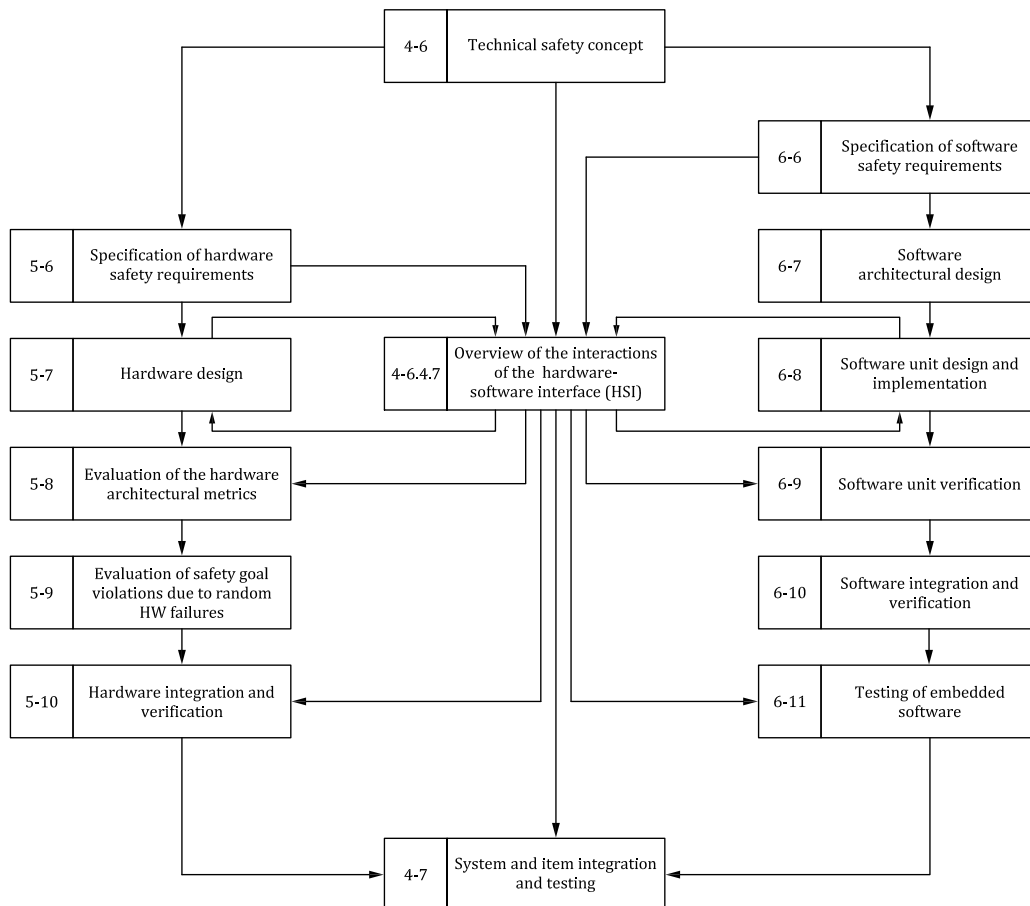 4-6
Technical safety concept
6-6
Specification of software
safety requirements
5-6
Specification of hardware
safety requirements
6-7
Software
architectural design
5-7
Hardware design
4-6.4.7
Overview of the interactions
of the hardware-
software interface (HSI)
6-8
Software unit design and
implementation
5-8
Evaluation of the hardware
architectural metrics
6-9
Software unit verification
5-9
Evaluation of safety goal
violations due to random
HW failures
6-10
Software integration and
verification
5-10
Hardware integration and
verification
6-11
Testing of embedded
software
4-7
System and item integration
and testing